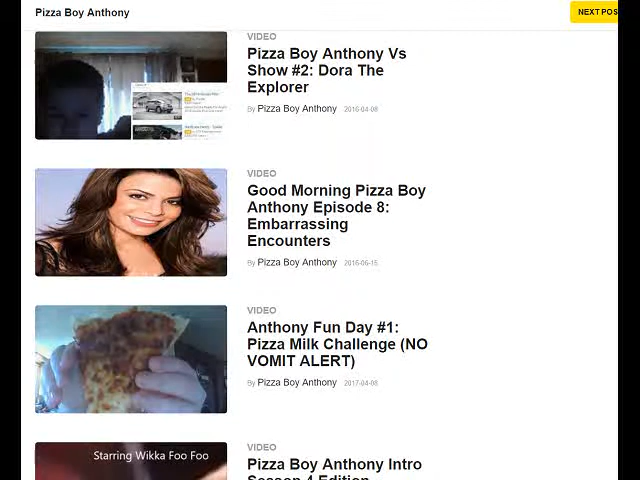 Pizza Boy Anthony
NEXT POS
VIDEO
Pizza Boy Anthony Vs
Show #2: Dora The
Explorer
By Pizza Boy Anthony 2016-04-08
VIDEO
Good Morning Pizza Boy
Anthony Episode 8:
Embarrassing
Encounters
By Pizza Boy Anthony 2016-06-15
VIDEO
Anthony Fun Day #1:
Pizza Milk Challenge (NO
VOMIT ALERT)
By Pizza Boy Anthony 2017-04-08
Starring Wikka Foo Foo
VIDEO
Pizza Boy Anthony Intro
Season 4 Edition